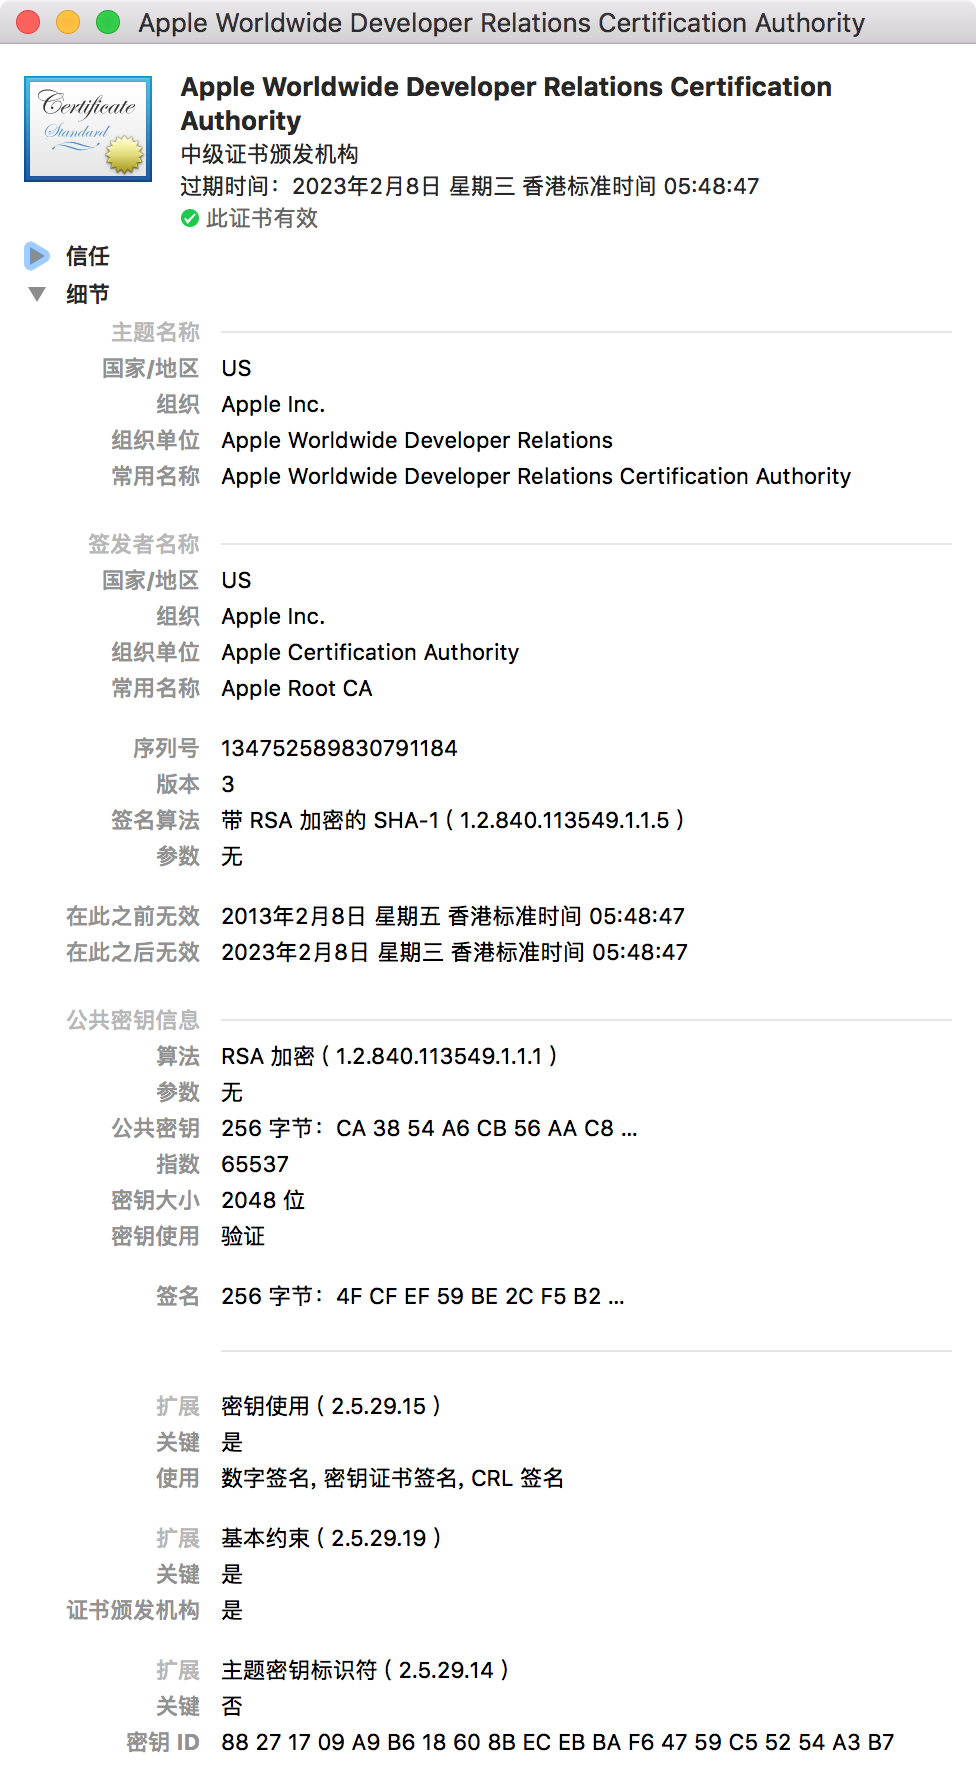 Apple Worldwide Developer Relations Certification Authority
Certificate
Standard
Apple Worldwide Developer Relations Certification
Authority
中级证书颁发机构
过期时间：2023年2月8日 星期三 香港标准时间 05:48:47
此证书有效
信任
细节
主题名称
国家/地区 US
组织 Apple Inc.
组织单位 Apple Worldwide Developer Relations
常用名称 Apple Worldwide Developer Relations Certification Authority
签发者名称
国家/地区 US
组织 Apple Inc.
组织单位 Apple Certification Authority
常用名称 Apple Root CA
序列号 134752589830791184
版本 3
签名算法 带 RSA 加密的 SHA-1 ( 1.2.840.113549.1.1.5 )
参数 无
在此之前无效 2013年2月8日 星期五 香港标准时间 05:48:47
在此之后无效 2023年2月8日 星期三 香港标准时间 05:48:47
公共密钥信息
算法 RSA 加密 ( 1.2.840.113549.1.1.1 )
参数 无
公共密钥 256 字节：CA 38 54 A6 CB 56 AA C8 ...
指数 65537
密钥大小 2048 位
密钥使用 验证
签名 256 字节：4F CF EF 59 BE 2C F5 B2 ...
扩展 密钥使用 ( 2.5.29.15 )
关键 是
使用 数字签名, 密钥证书签名, CRL 签名
扩展 基本约束 ( 2.5.29.19 )
关键 是
证书颁发机构 是
扩展 主题密钥标识符 ( 2.5.29.14 )
关键 否
密钥 ID 88 27 17 09 A9 B6 18 60 8B EC EB BA F6 47 59 C5 52 54 A3 B7